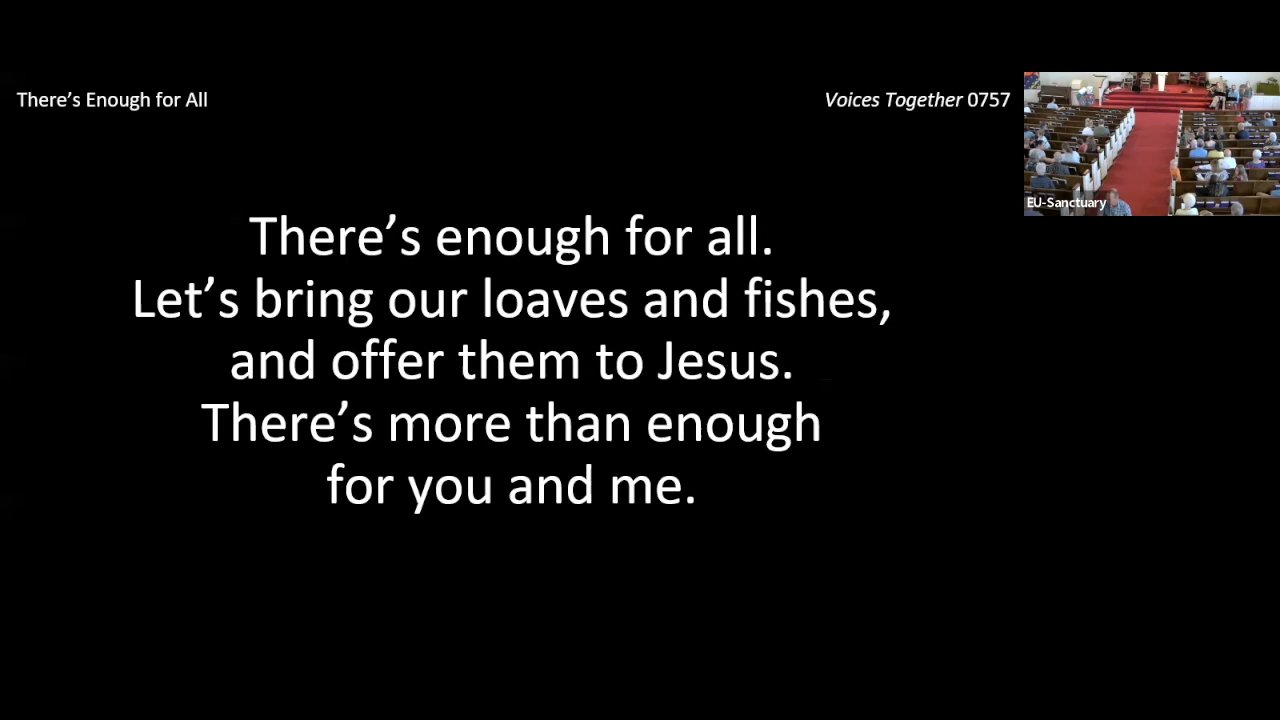 There’s Enough for All
Voices Together 0757
There’s enough for all.
Let’s bring our loaves and fishes,
and offer them to Jesus.
There’s more than enough
for you and me.
EU-Sanctuary